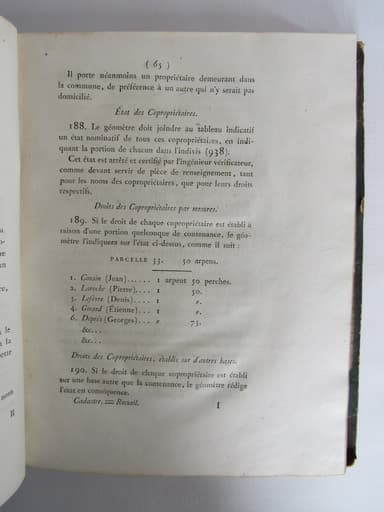 ( 65 )
Il porte néanmoins un propriétaire demeurant dans
la commune, de préférence à un autre qui n'y serait pas
domicilié.
État des Copropriétaires.
188. Le géomètre doit joindre au tableau indicatif
un état nominatif de tous ces copropriétaires, en indi-
quant la portion de chacun dans l'indivis (938).
Cet état est arrêté et certifié par l'ingénieur vérificateur,
comme devant servir de pièce de renseignement, tant
pour les noms des copropriétaires, que pour leurs droits
respectifs.
Droits des Copropriétaires par mesures.
189. Si le droit de chaque copropriétaire est établi à
raison d'une portion quelconque de contenance, le géo-
mètre l'indiquera sur l'état ci-dessus, comme il suit :
PARCELLE 33. 50 arpens.
1. Cousin (Jean).... 1 arpent 50 perches.
2. Laroche (Pierre)... 1 50
3. Lefèvre (Denis).... 1 ".
4. Girard (Étienne)... 1 ".
6. Després (Georges).. " 75.
&c...
&c...
Droits des Copropriétaires, établis sur d'autres bases.
190. Si le droit de chaque copropriétaire est établi
sur une base autre que la contenance, le géomètre rédige
l'état en conséquence.
Cadastre. == Recueil. I